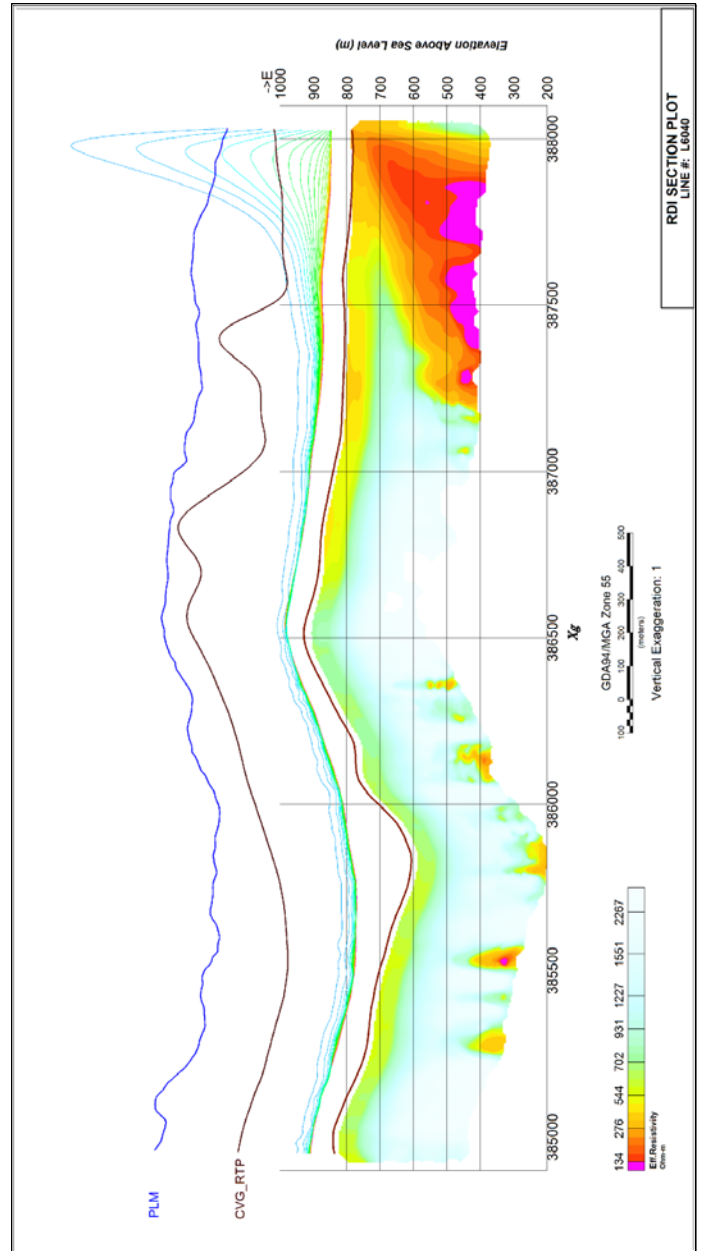 PLM
CVG_RTP
->E
Elevation Above Sea Level (m)
1000
900
800
700
600
500
400
300
200
385000
385500
386000
386500
387000
387500
388000
Xg
134
276
544
702
931
1227
1551
2267
Eff.Resistivity
Ohm-m
100 0 100 200 300 400 500
(meters)
GDA94/MGA Zone 55
Vertical Exaggeration: 1
RDI SECTION PLOT
LINE #: L6040